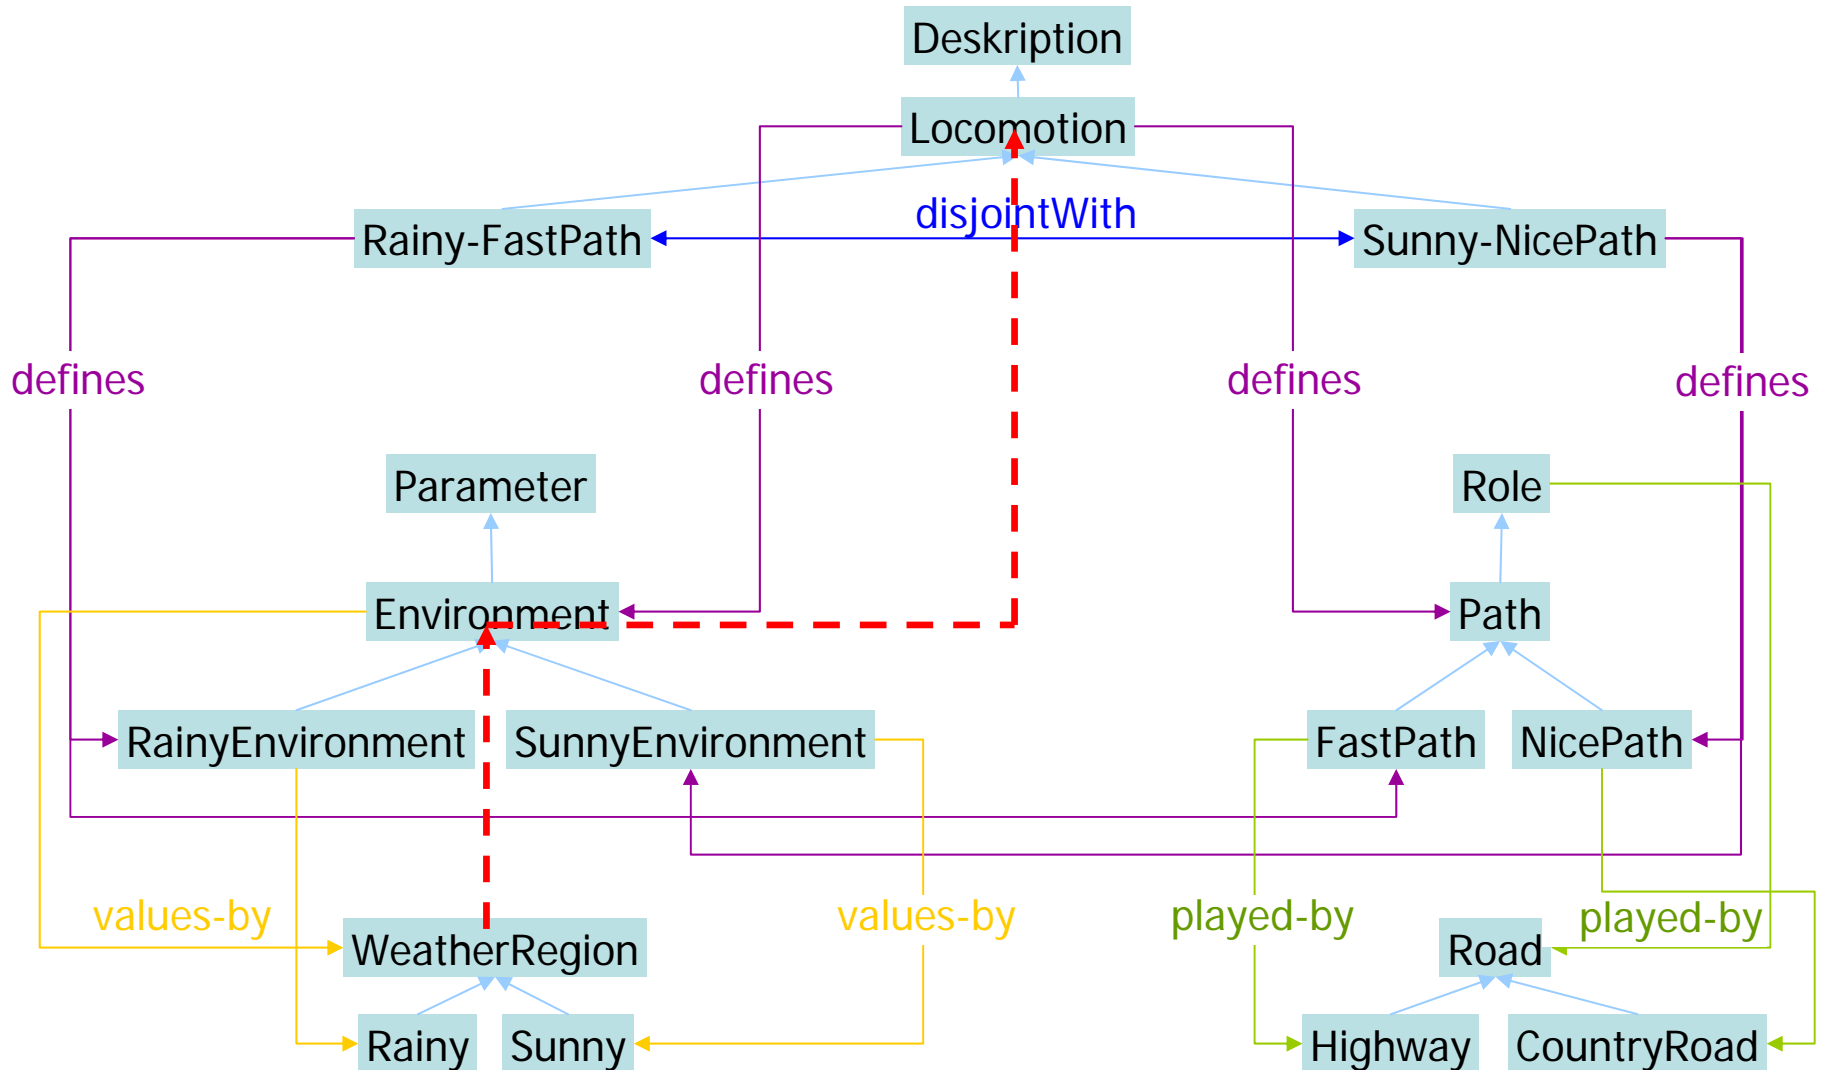 Deskription
Locomotion
disjointWith
Rainy-FastPath
Sunny-NicePath
defines
defines
defines
defines
Parameter
Role
Environment
Path
RainyEnvironment
SunnyEnvironment
FastPath
NicePath
values-by
values-by
played-by
played-by
WeatherRegion
Road
Rainy
Sunny
Highway
CountryRoad